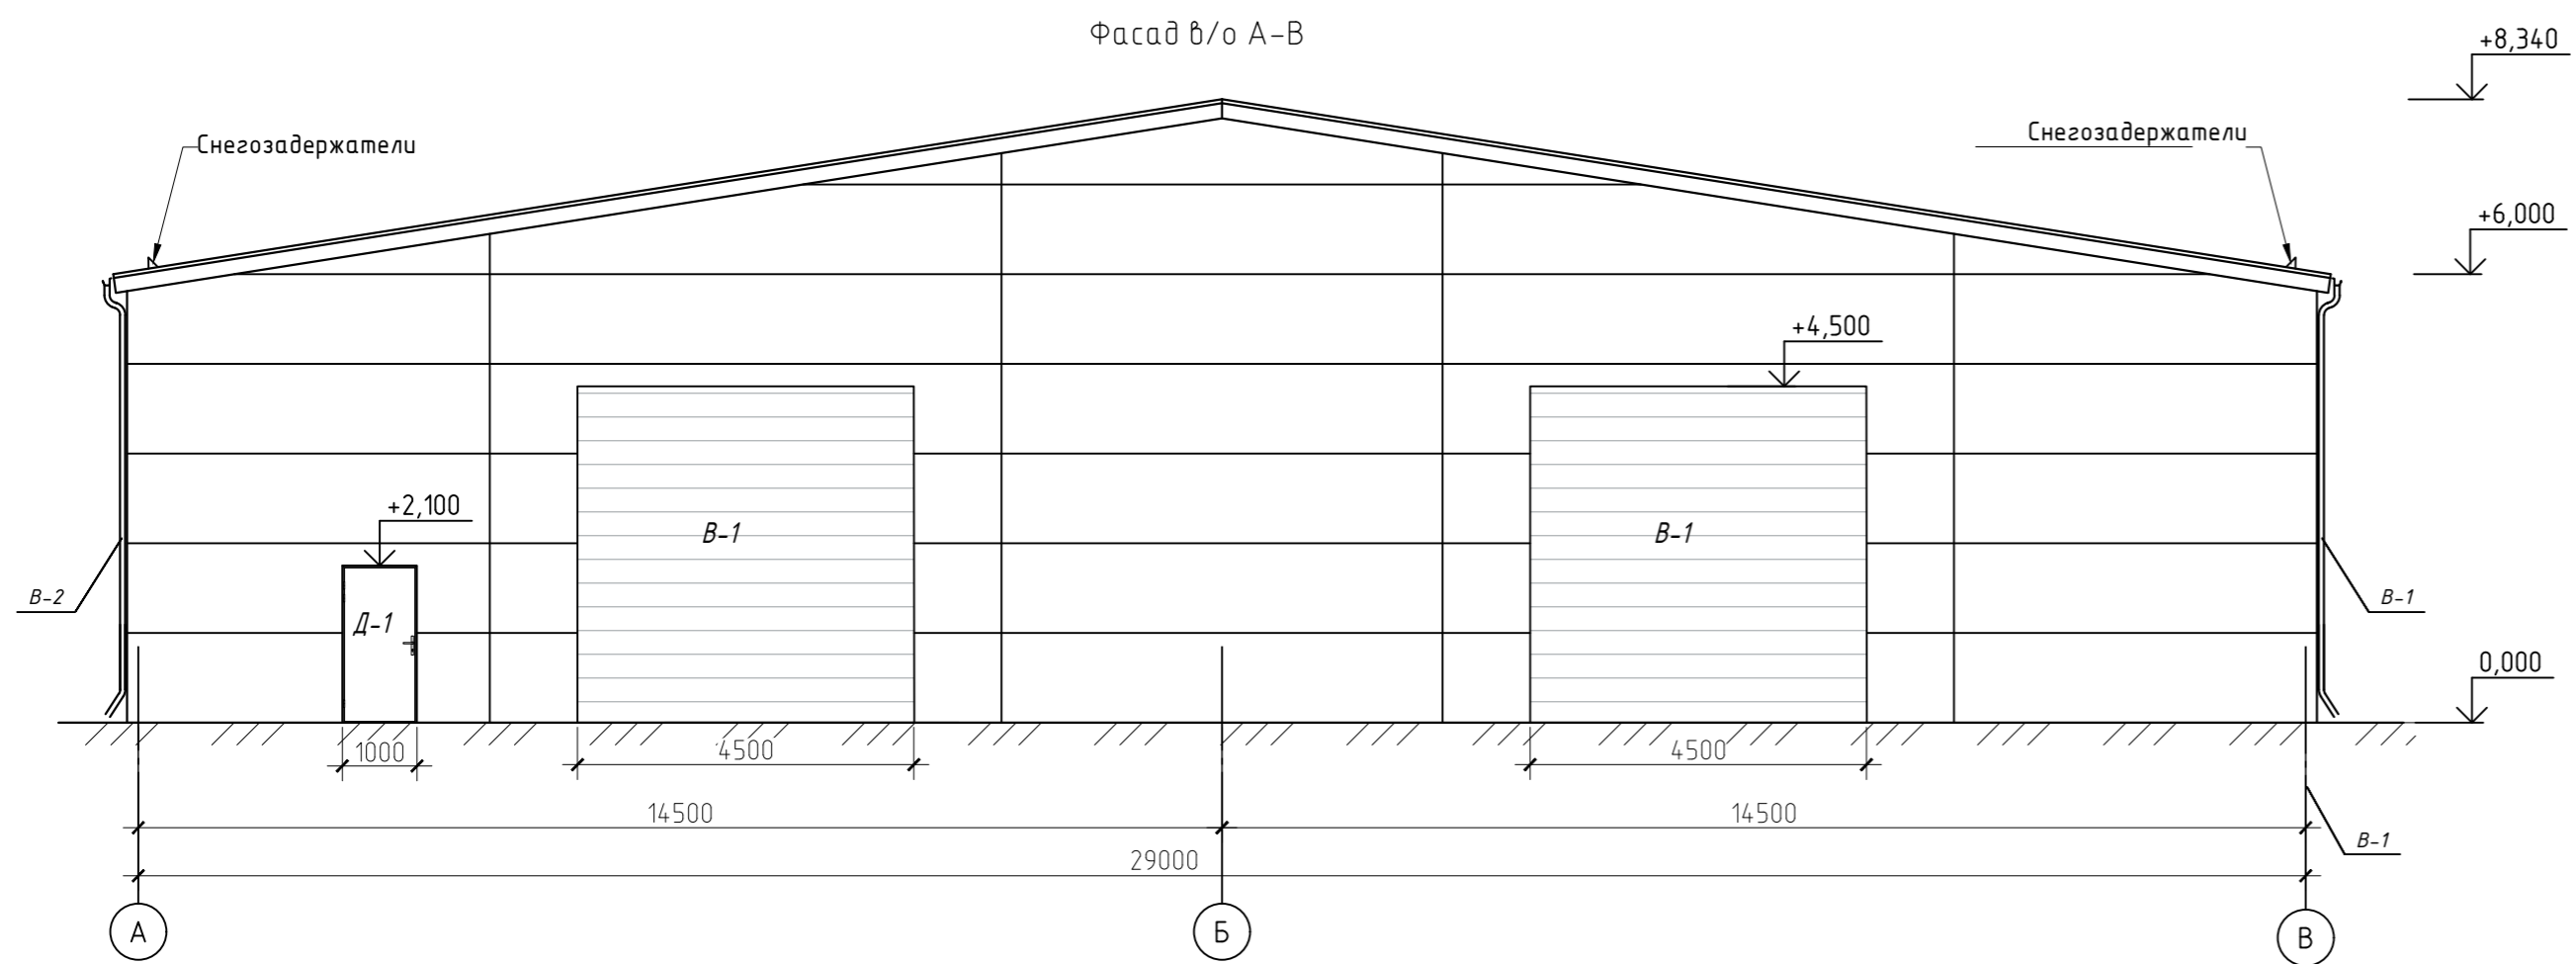 Фасад в/о А-В
+8,340
Снегозадержатели
Снегозадержатели
+6,000
+4,500
+2,100
В-1
В-1
В-2
Д-1
В-1
0,000
1000
4500
4500
14500
14500
29000
В-1
А
Б
В